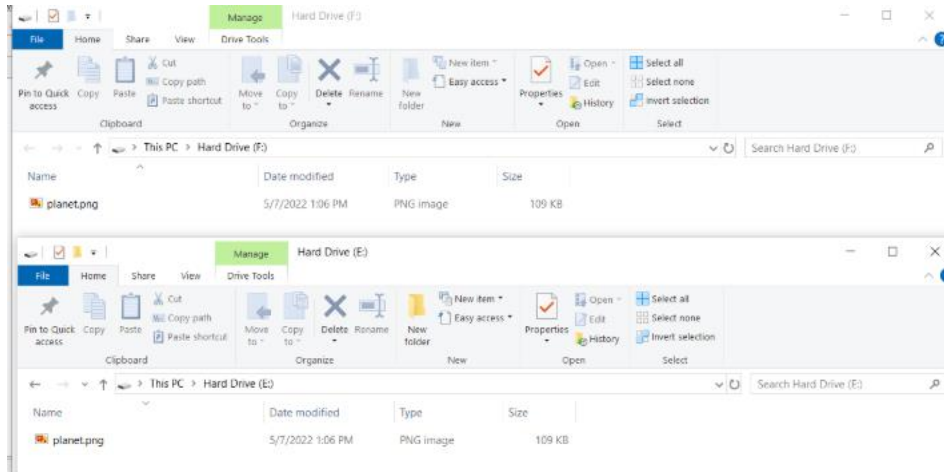 Manage Hard Drive (F:)
File Home Share View Drive Tools
Pin to Quick access
Copy
Paste
Cut
Copy path
Paste shortcut
Move to
Copy to
Delete
Rename
New folder
New item
Easy access
Properties
Open
Edit
History
Select all
Select none
Invert selection
Clipboard Organize New Open Select
This PC > Hard Drive (F:)
Search Hard Drive (F:)
Name Date modified Type Size
planet.png 5/7/2022 1:06 PM PNG image 109 KB
Manage Hard Drive (E:)
File Home Share View Drive Tools
Pin to Quick access
Copy
Paste
Cut
Copy path
Paste shortcut
Move to
Copy to
Delete
Rename
New folder
New item
Easy access
Properties
Open
Edit
History
Select all
Select none
Invert selection
Clipboard Organize New Open Select
This PC > Hard Drive (E:)
Search Hard Drive (E:)
Name Date modified Type Size
planet.png 5/7/2022 1:06 PM PNG image 109 KB